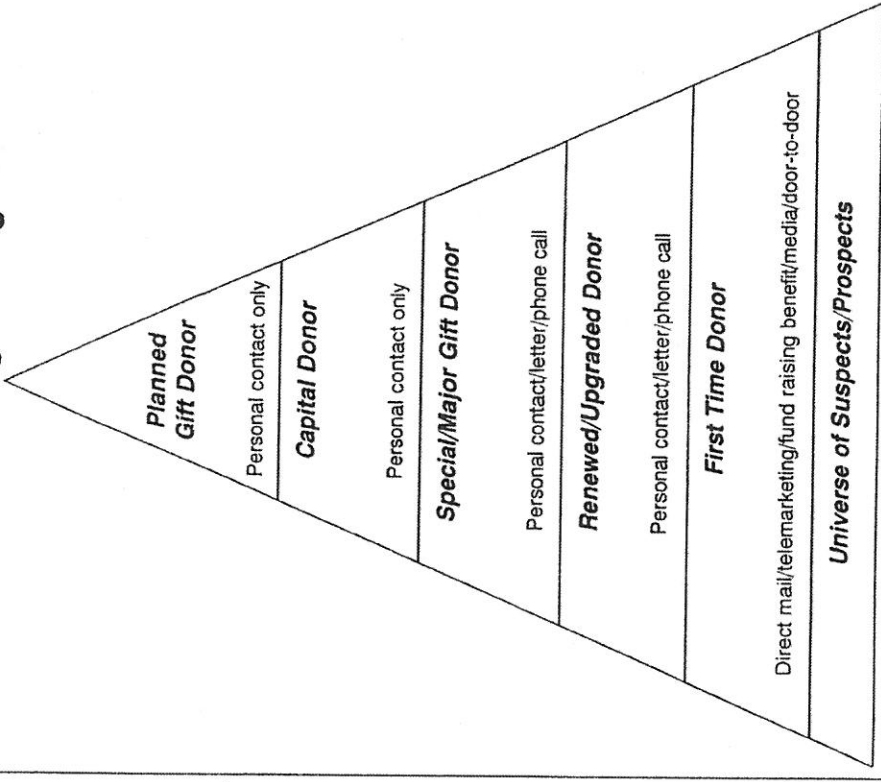 Planned
Gift Donor
Personal contact only
Capital Donor
Personal contact only
Special/Major Gift Donor
Personal contact/letter/phone call
Renewed/Upgraded Donor
Personal contact/letter/phone call
First Time Donor
Direct mail/telemarketing/fund raising benefit/media/door-to-door
Universe of Suspects/Prospects